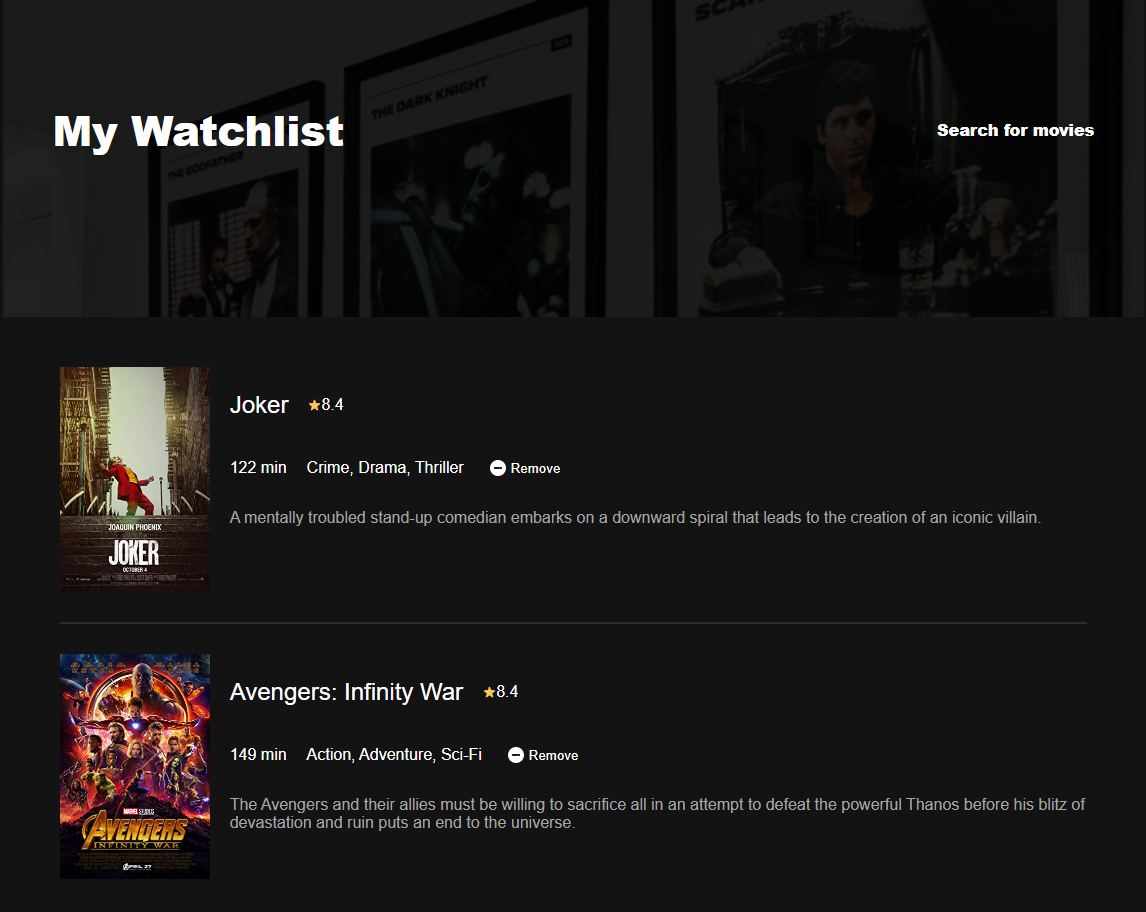 SCAR
THE DARK KNIGHT
My Watchlist
Search for movies
THE GODFATHER
Joker
8.4
122 min Crime, Drama, Thriller Remove
A mentally troubled stand-up comedian embarks on a downward spiral that leads to the creation of an iconic villain.
JOAQUIN PHOENIX
JOKER
OCTOBER 4
Avengers: Infinity War
8.4
149 min Action, Adventure, Sci-Fi Remove
The Avengers and their allies must be willing to sacrifice all in an attempt to defeat the powerful Thanos before his blitz of
devastation and ruin puts an end to the universe.
MARVEL STUDIOS
AVENGERS
INFINITY WAR
APRIL 27